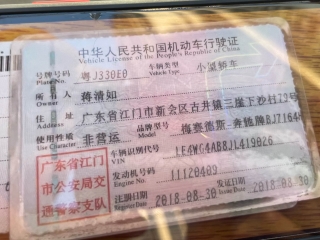 中华人民共和国机动车行驶证
Vehicle License of the People's Republic of China
号牌号码 粤J330E0 车辆类型 小型轿车
Plate No. Vehicle Type
所有人 蒋清如
Owner
住址 广东省江门市新会区古井镇三崖下沙村
Address
使用性质 非营运 品牌型号 梅赛德斯-奔驰牌
Use Character Model
广东省江门市公安局交通警察支队
车辆识别代号
VIN LE4WG4AB8JL419026
发动机号码 11120409
Engine No.
注册日期 2018-08-30 发证日期 2018-08-30
Register Date Issue Date